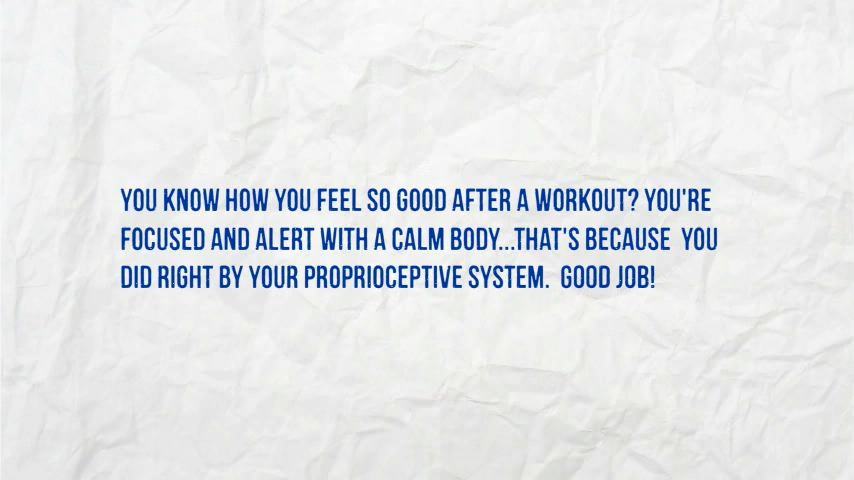 YOU KNOW HOW YOU FEEL SO GOOD AFTER A WORKOUT? YOU'RE
FOCUSED AND ALERT WITH A CALM BODY...THAT'S BECAUSE  YOU
DID RIGHT BY YOUR PROPRIOCEPTIVE SYSTEM.  GOOD JOB!